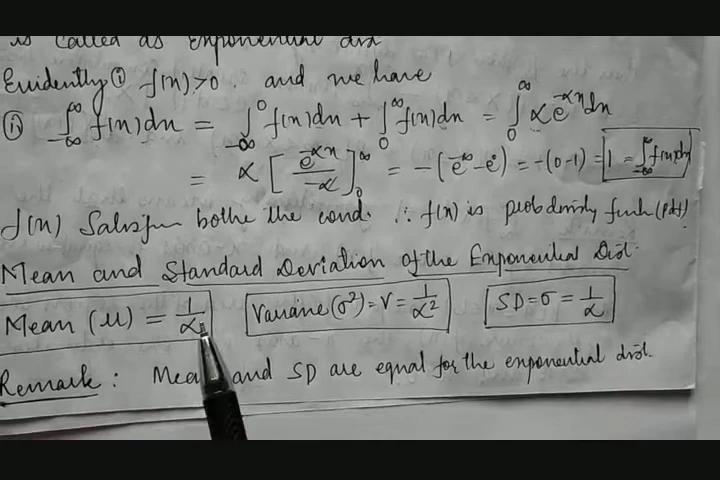 is called as exponential dist
Evidently ① f(x)>0. and we have
ⓘⓘ ∫_{-∞}^{∞} f(x)dx = ∫_{-∞}^{0} f(x)dx + ∫_{0}^{∞} f(x)dx = ∫_{0}^{∞} αe^{-αx}dx
= α [e^{-αx}/-α]_{0}^{∞} = -(e^{-∞}-e^{0}) = -(0-1) = 1 = ∫_{-∞}^{∞} f(x)dx
f(x) bothe the cond. ∴ f(x) is prob density (Pdf)
Mean and Standard Deviation of the Exponential Dist.
Mean (μ) = 1/α Variance(σ²)=V=1/α² SD=σ=1/α
Remark: Mea and SD are equal for the exponential dist.